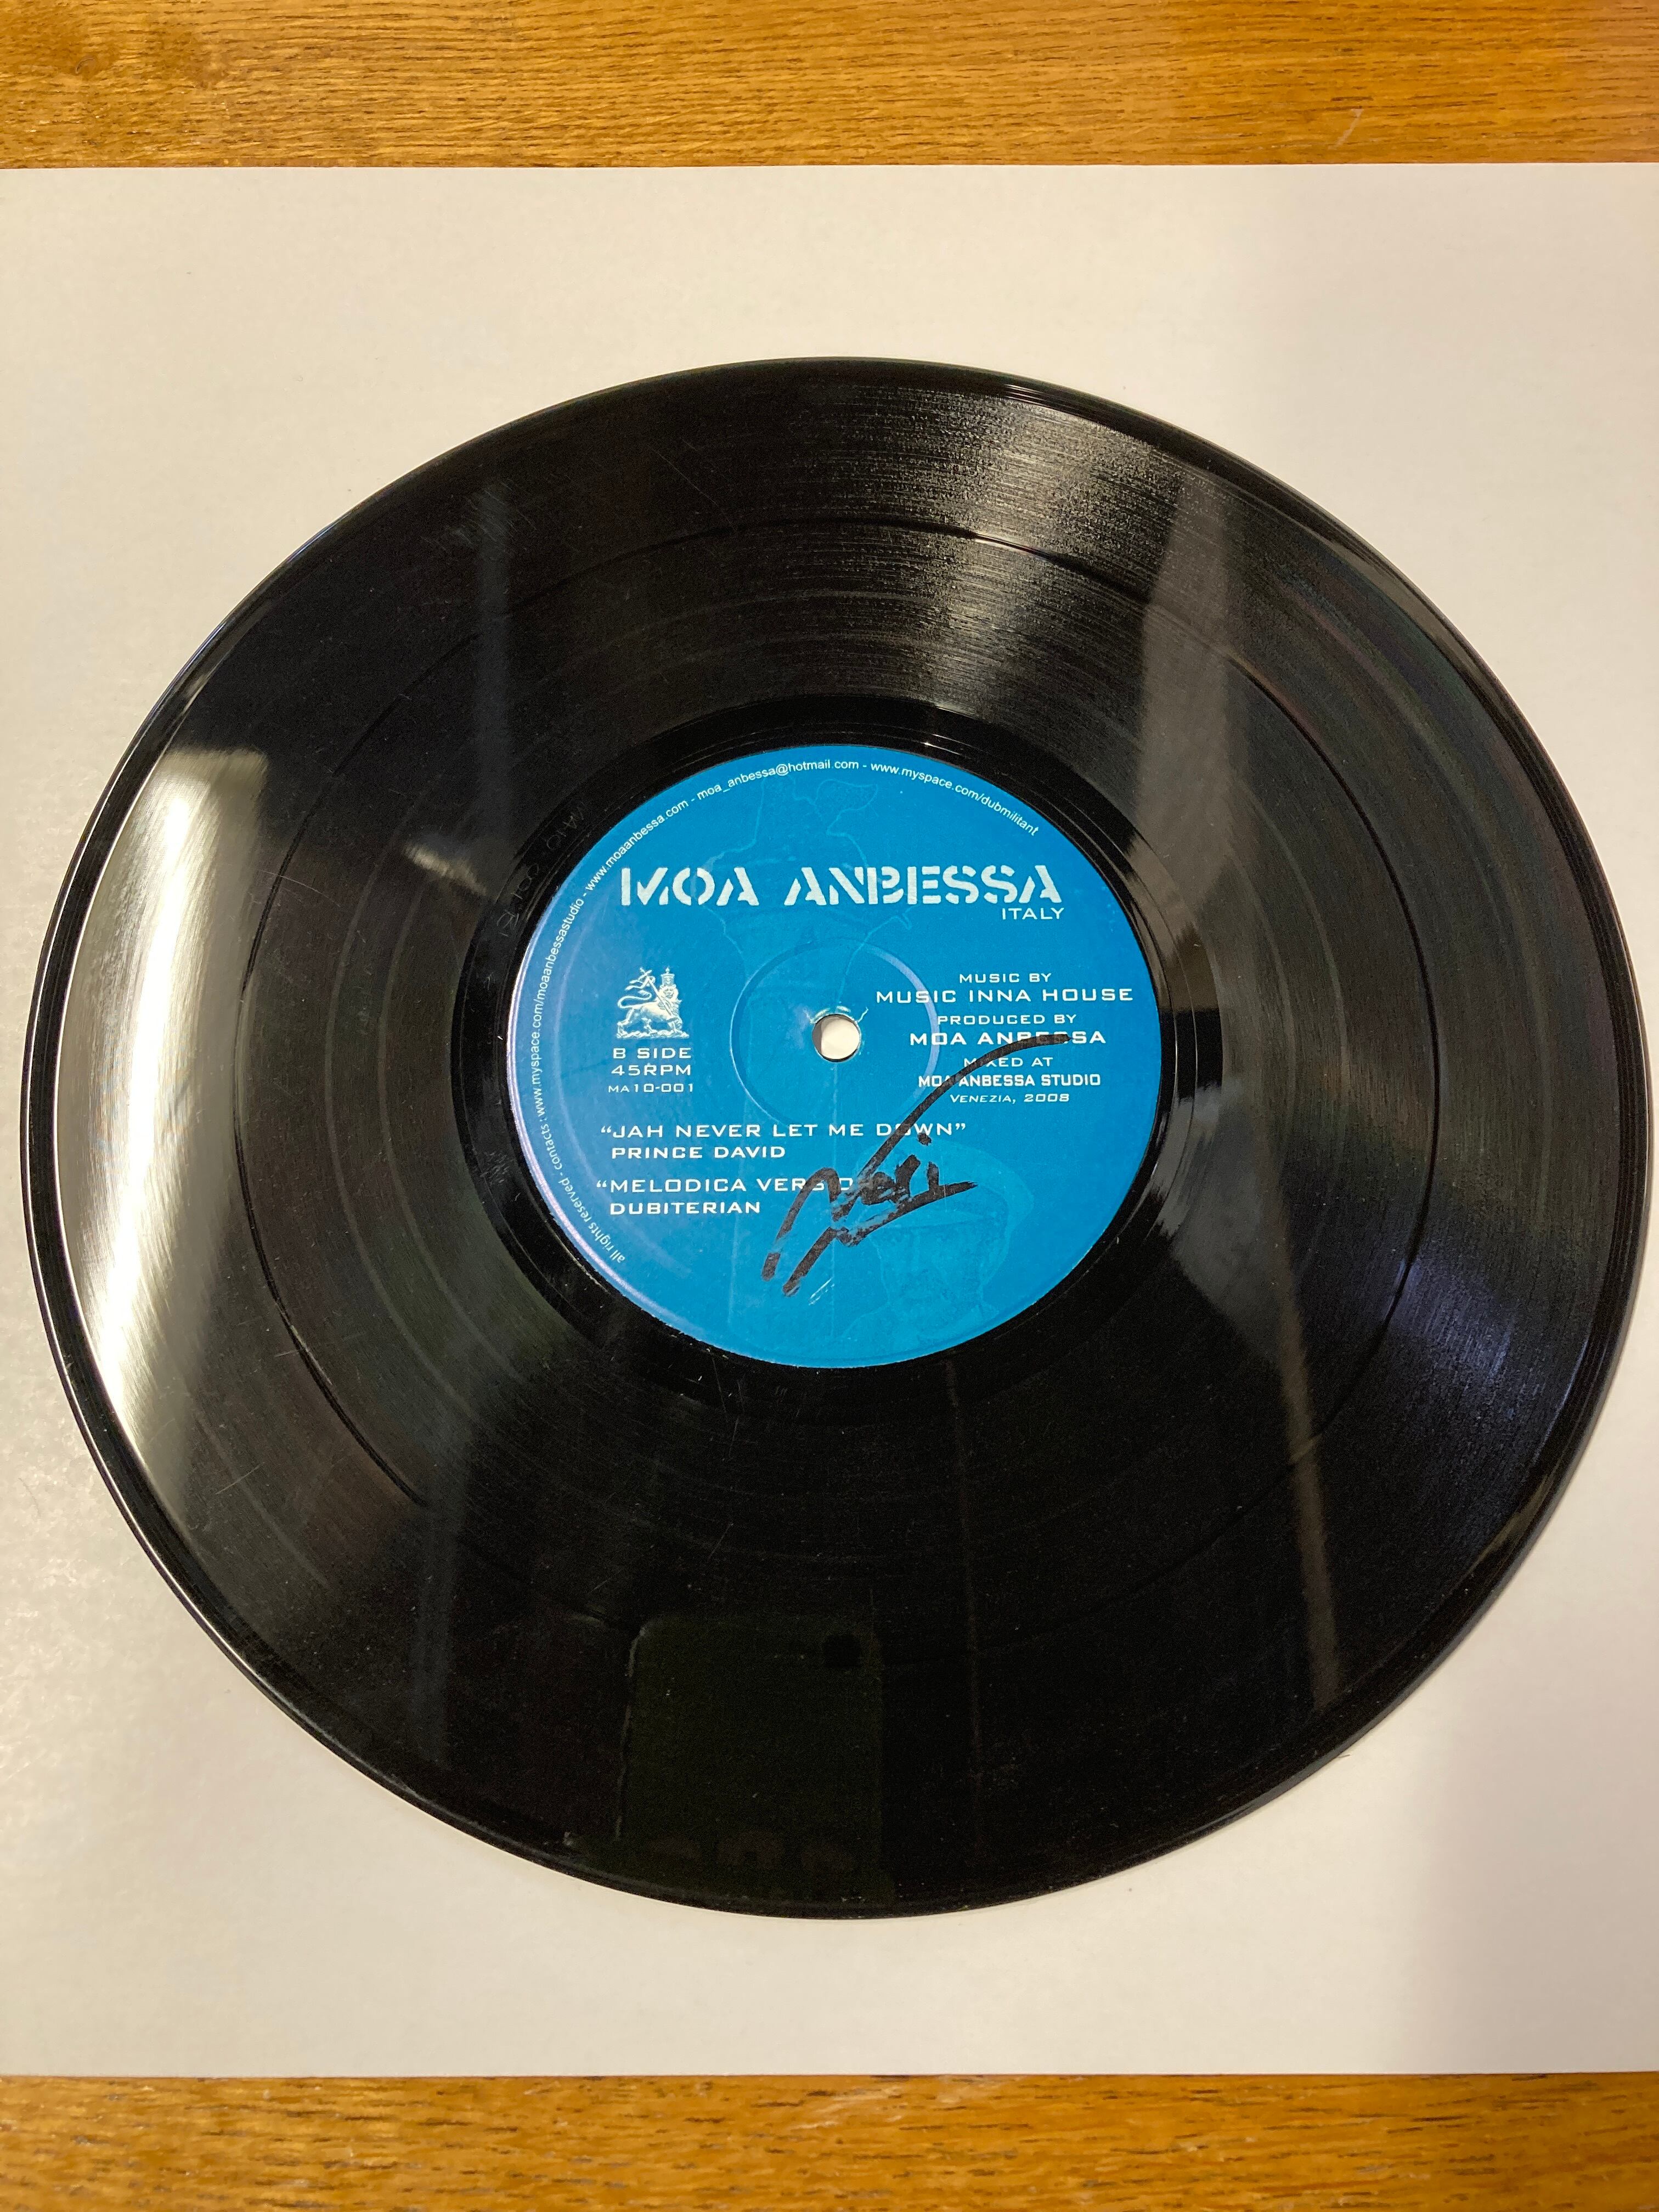 all rights reserved - contacts: www.myspace.com/moaanbessastudio - www.moaanbessa.com - moa_anbessa@hotmail.com - www.myspace.com/dubmilitant
MOA ANBESSA
ITALY
MUSIC BY
MUSIC INNA HOUSE
PRODUCED BY
MOA ANBESSA
MIXED AT
MOA ANBESSA STUDIO
VENEZIA, 2008
B SIDE
45RPM
MA10-001
“JAH NEVER LET ME DOWN”
PRINCE DAVID
“MELODICA VERSIO
DUBITERIAN